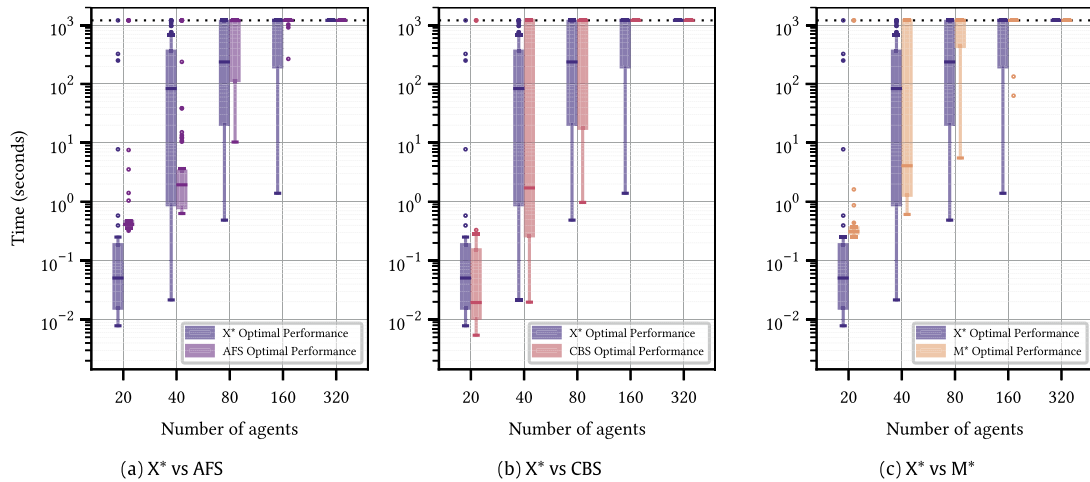 Time (seconds)
10³
10²
10¹
10⁰
10⁻¹
10⁻²
X* Optimal Performance
AFS Optimal Performance
20 40 80 160 320
Number of agents
(a) X* vs AFS
10³
10²
10¹
10⁰
10⁻¹
10⁻²
X* Optimal Performance
CBS Optimal Performance
20 40 80 160 320
Number of agents
(b) X* vs CBS
10³
10²
10¹
10⁰
10⁻¹
10⁻²
X* Optimal Performance
M* Optimal Performance
20 40 80 160 320
Number of agents
(c) X* vs M*